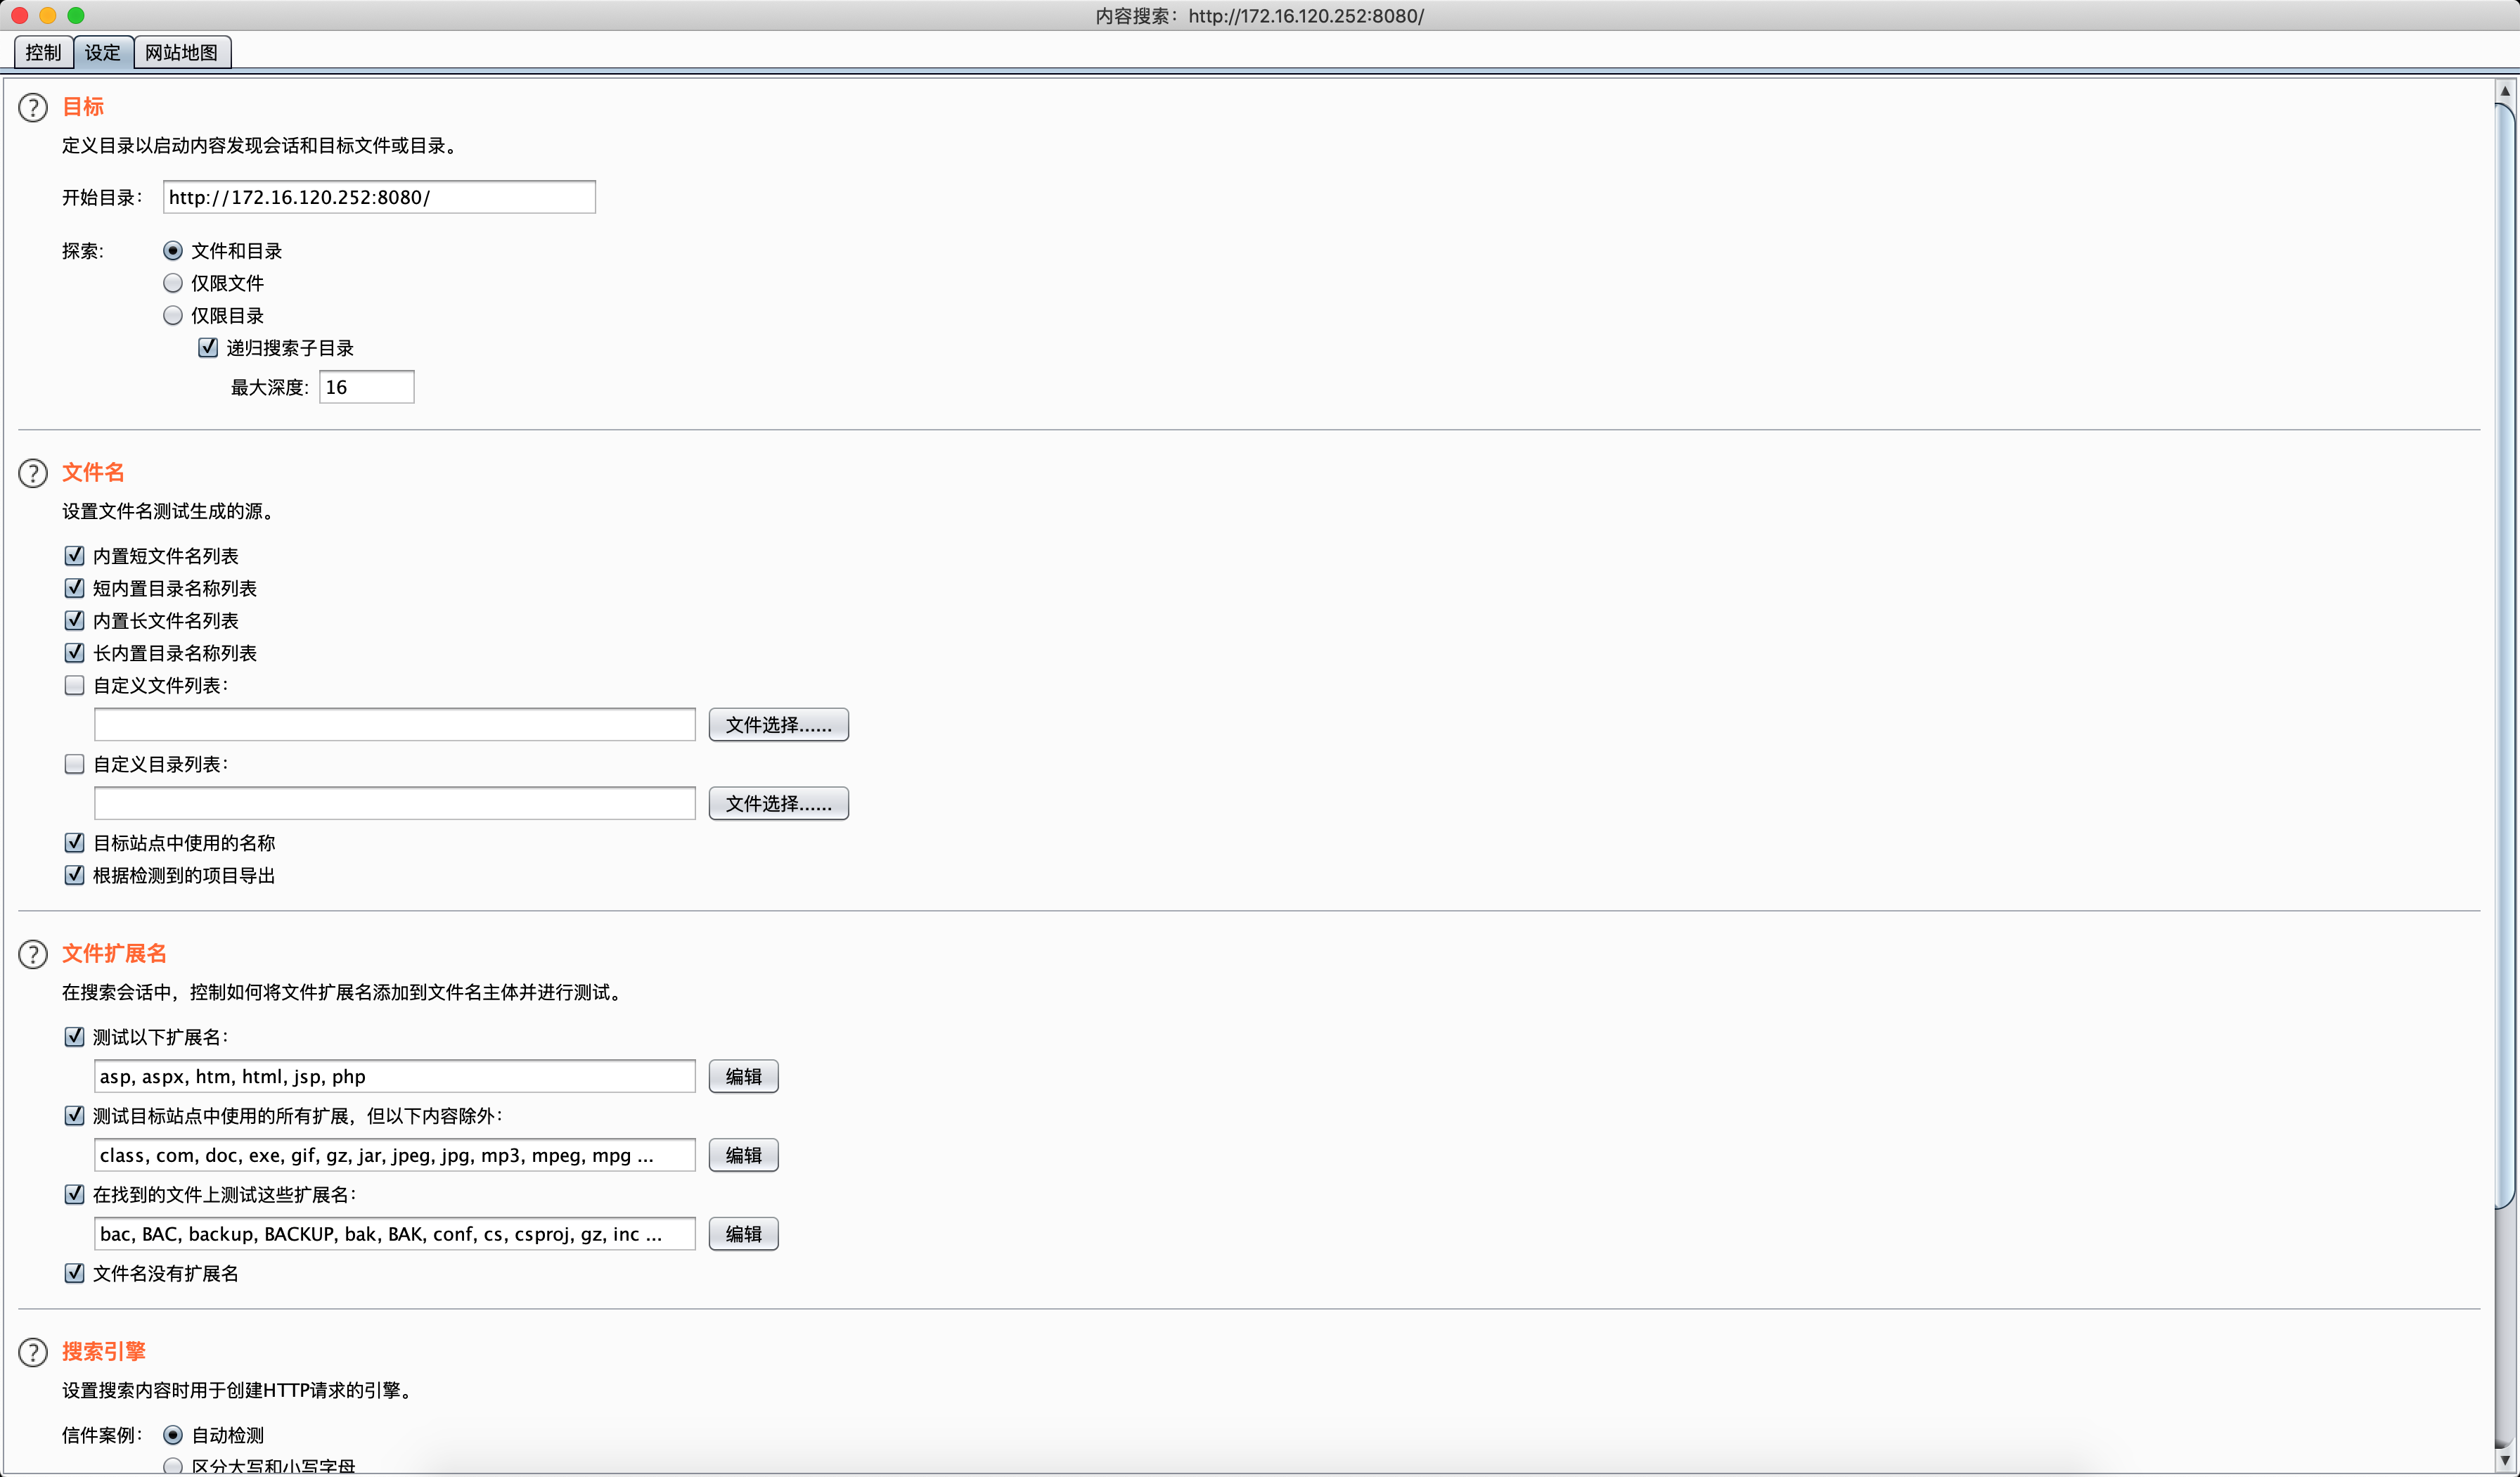 内容搜索：http://172.16.120.252:8080/
控制 设定 网站地图
目标
定义目录以启动内容发现会话和目标文件或目录。
开始目录： http://172.16.120.252:8080/
探索: 文件和目录
仅限文件
仅限目录
递归搜索子目录
最大深度: 16
文件名
设置文件名测试生成的源。
内置短文件名列表
短内置目录名称列表
内置长文件名列表
长内置目录名称列表
自定义文件列表：
文件选择......
自定义目录列表：
文件选择......
目标站点中使用的名称
根据检测到的项目导出
文件扩展名
在搜索会话中，控制如何将文件扩展名添加到文件名主体并进行测试。
测试以下扩展名：
asp, aspx, htm, html, jsp, php 编辑
测试目标站点中使用的所有扩展，但以下内容除外：
class, com, doc, exe, gif, gz, jar, jpeg, jpg, mp3, mpeg, mpg ... 编辑
在找到的文件上测试这些扩展名：
bac, BAC, backup, BACKUP, bak, BAK, conf, cs, csproj, gz, inc ... 编辑
文件名没有扩展名
搜索引擎
设置搜索内容时用于创建HTTP请求的引擎。
信件案例： 自动检测
区分大写和小写字母